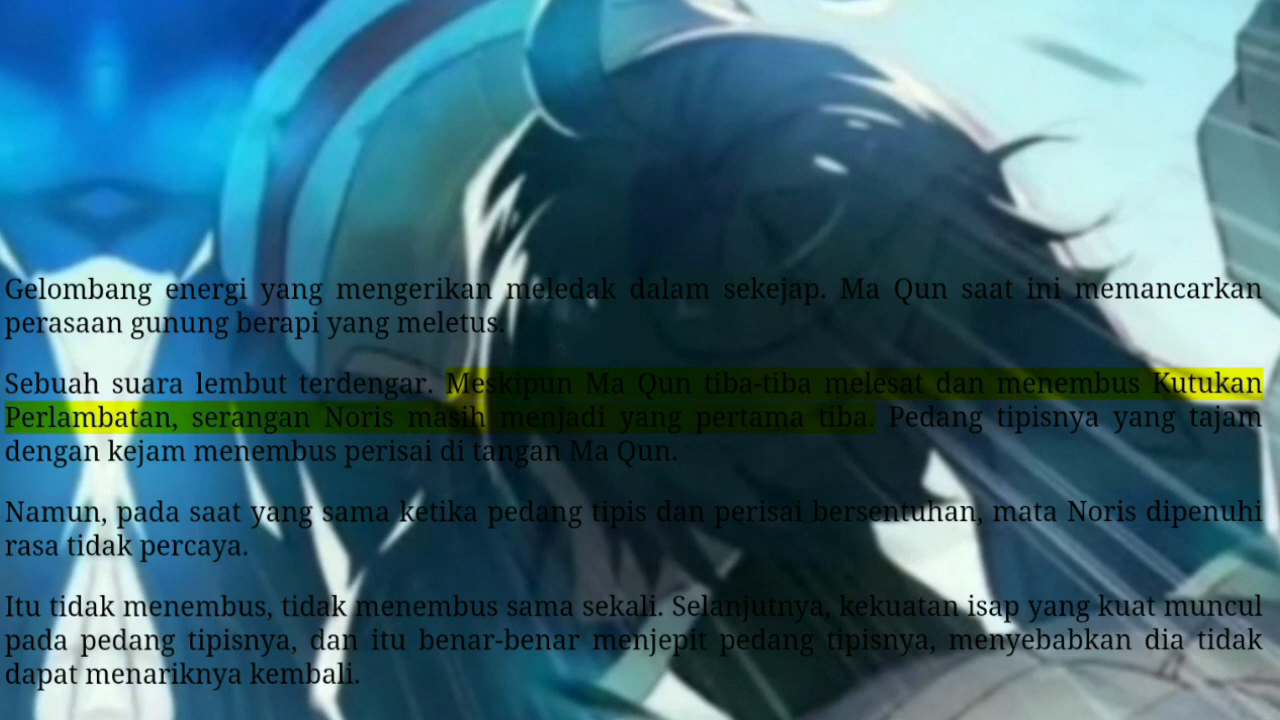 Gelombang energi yang mengerikan meledak dalam sekejap. Ma Qun saat ini memancarkan
perasaan gunung berapi yang meletus.
Sebuah suara lembut terdengar. Meskipun Ma Qun tiba-tiba melesat dan menembus Kutukan
Perlambatan, serangan Noris masih menjadi yang pertama tiba. Pedang tipisnya yang tajam
dengan kejam menembus perisai di tangan Ma Qun.
Namun, pada saat yang sama ketika pedang tipis dan perisai bersentuhan, mata Noris dipenuhi
rasa tidak percaya.
Itu tidak menembus, tidak menembus sama sekali. Selanjutnya, kekuatan isap yang kuat muncul
pada pedang tipisnya, dan itu benar-benar menjepit pedang tipisnya, menyebabkan dia tidak
dapat menariknya kembali.